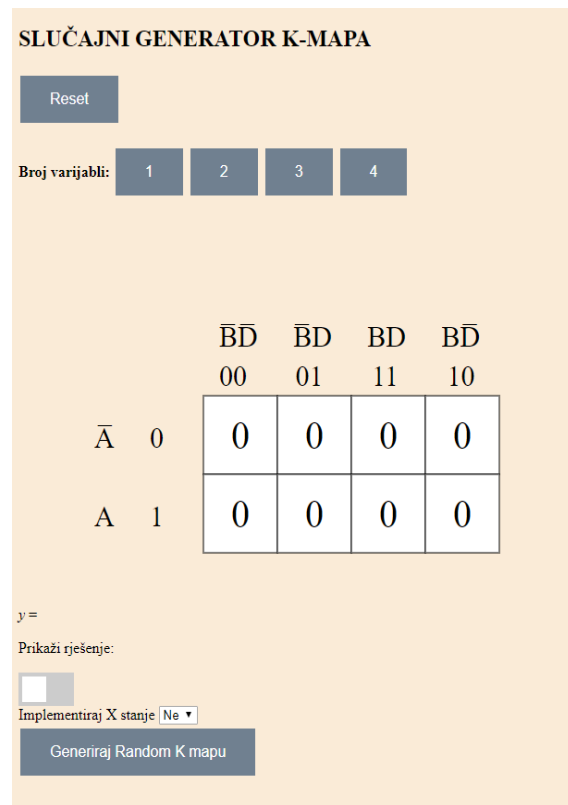 SLUČAJNI GENERATOR K-MAPA
Reset
Broj varijabli: 1 2 3 4
B̅D̅ B̅D BD BD̅
00 01 11 10
A̅ 0 0 0 0 0
A 1 0 0 0 0
y =
Prikaži rješenje:
Implementiraj X stanje Ne ▼
Generiraj Random K mapu